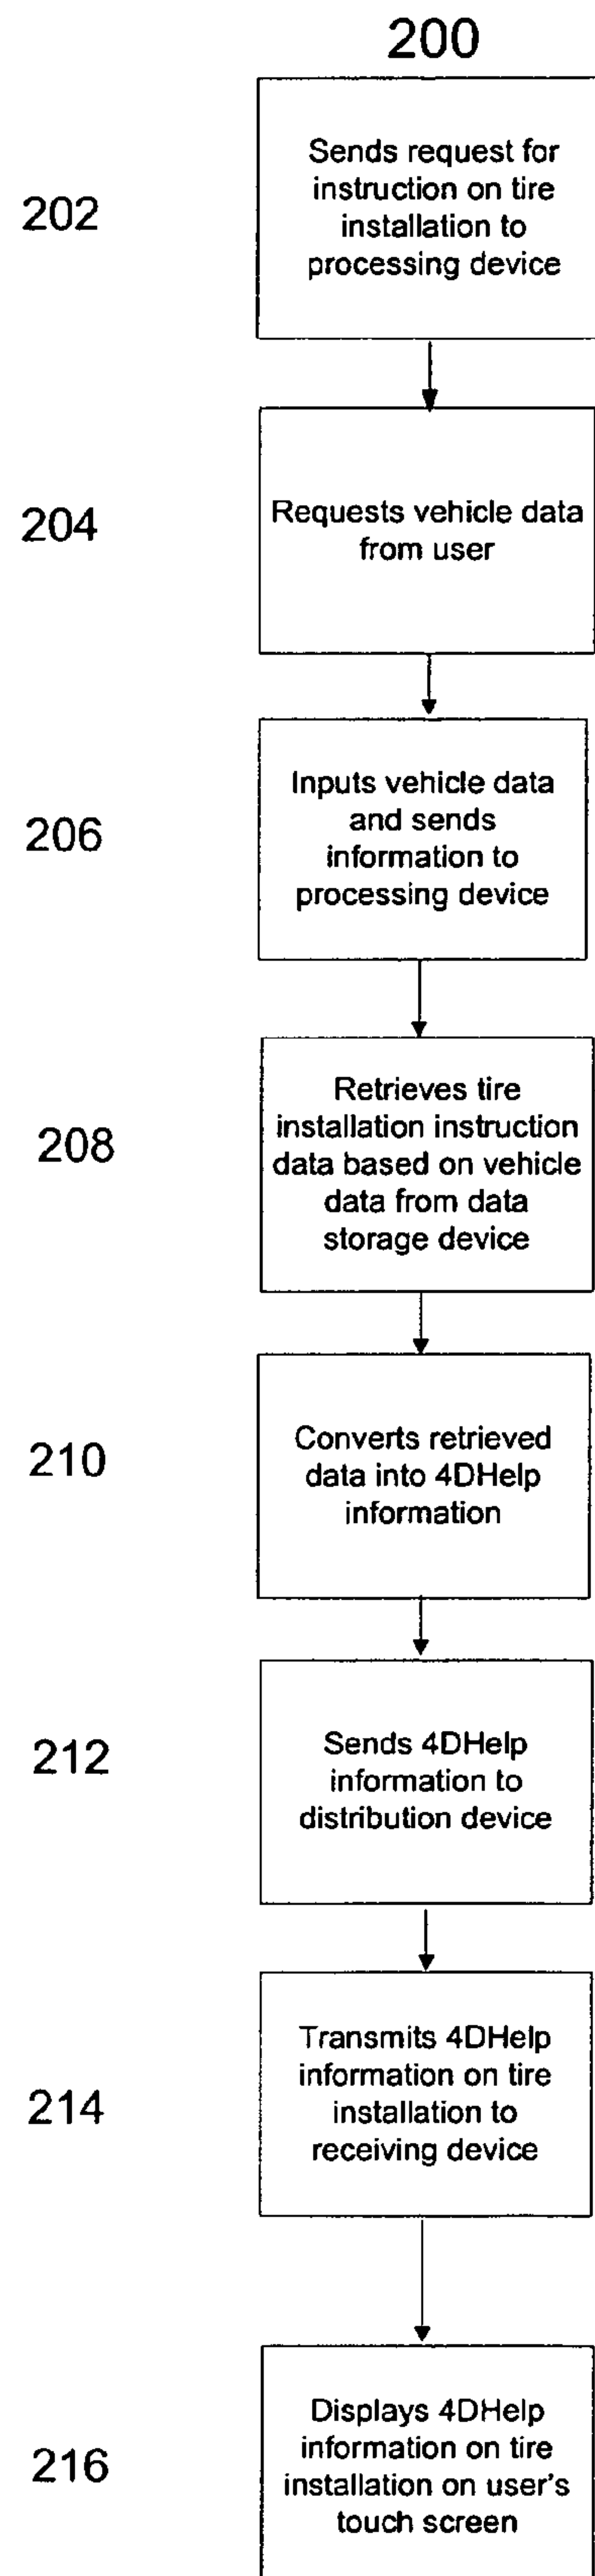 200
202
Sends request for
instruction on tire
installation to
processing device
204
Requests vehicle data
from user
206
Inputs vehicle data
and sends
information to
processing device
208
Retrieves tire
installation instruction
data based on vehicle
data from data
storage device
210
Converts retrieved
data into 4DHelp
information
212
Sends 4DHelp
information to
distribution device
214
Transmits 4DHelp
information on tire
installation to
receiving device
216
Displays 4DHelp
information on tire
installation on user's
touch screen